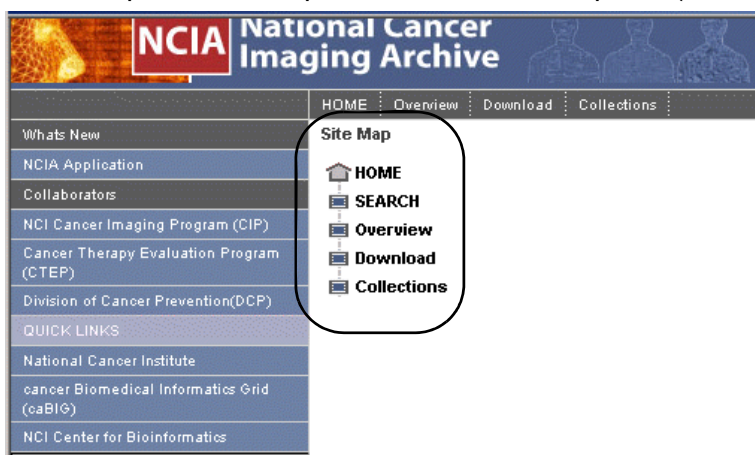 NCIA National Cancer
Imaging Archive
HOME Overview Download Collections
Whats New
NCIA Application
Collaborators
NCI Cancer Imaging Program (CIP)
Cancer Therapy Evaluation Program
(CTEP)
Division of Cancer Prevention(DCP)
QUICK LINKS
National Cancer Institute
cancer Biomedical Informatics Grid
(caBIG)
NCI Center for Bioinformatics
Site Map
HOME
SEARCH
Overview
Download
Collections